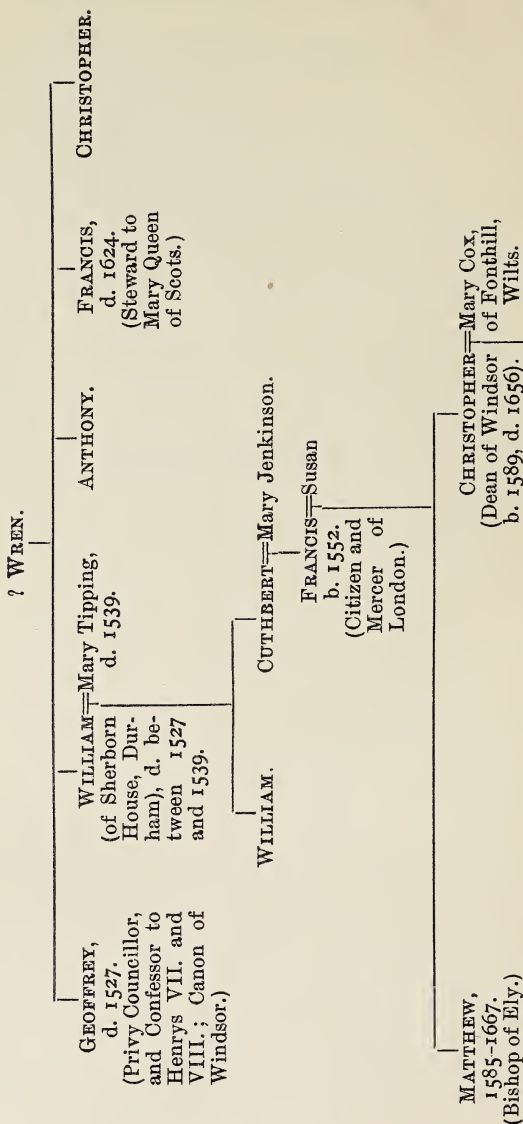 ? WREN.
GEOFFREY,
d. 1527.
(Privy Councillor,
and Confessor to
Henrys VII. and
VIII.; Canon of
Windsor.)
WILLIAM=Mary Tipping,
d. 1539.
(of Sherborn
House, Dur-
ham), d. be-
tween 1527
and 1539.
ANTHONY.
FRANCIS,
d. 1624.
(Steward to
Mary Queen
of Scots.)
CHRISTOPHER.
WILLIAM.
CUTHBERT=Mary Jenkinson.
FRANCIS=Susan
b. 1552.
(Citizen and
Mercer of
London.)
MATTHEW,
1585-1667.
(Bishop of Ely.)
CHRISTOPHER=Mary Cox,
(Dean of Windsor of Fonthill,
b. 1589, d. 1656). Wilts.